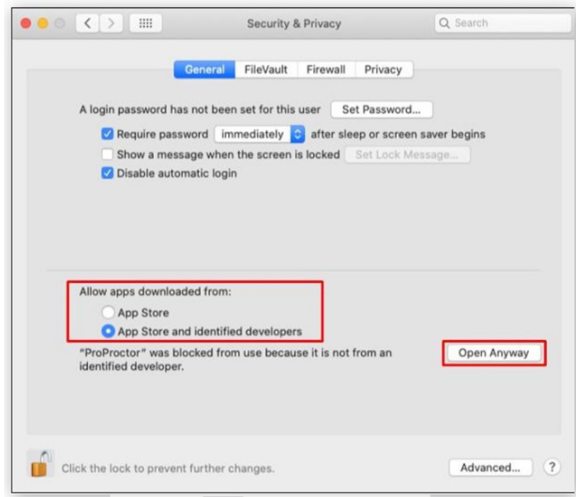 Security & Privacy
Search
General FileVault Firewall Privacy
A login password has not been set for this user Set Password...
Require password immediately after sleep or screen saver begins
Show a message when the screen is locked Set Lock Message...
Disable automatic login
Allow apps downloaded from:
App Store
App Store and identified developers
"ProProctor" was blocked from use because it is not from an Open Anyway
identified developer.
Click the lock to prevent further changes. Advanced... ?